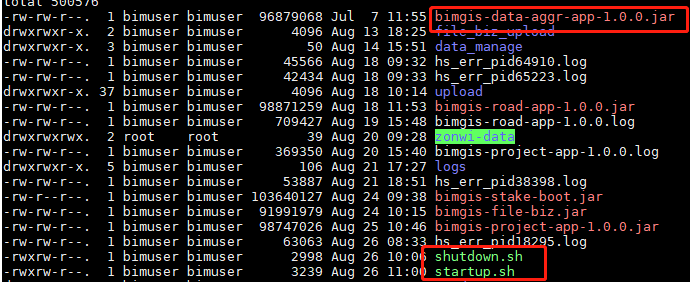 total 500576
-rw-rw-r--. 1 bimuser bimuser 96879068 Jul 7 11:55 bimgis-data-aggr-app-1.0.0.jar
drwxrwxr-x. 2 bimuser bimuser 4096 Aug 13 18:25 file_biz_upload
drwxrwxr-x. 3 bimuser bimuser 50 Aug 14 15:51 data_manage
-rw-rw-r--. 1 bimuser bimuser 45566 Aug 18 09:32 hs_err_pid64910.log
-rw-rw-r--. 1 bimuser bimuser 42434 Aug 18 09:33 hs_err_pid65223.log
drwxrwxr-x. 37 bimuser bimuser 4096 Aug 18 10:14 upload
-rw-rw-r--. 1 bimuser bimuser 98871259 Aug 18 11:53 bimgis-road-app-1.0.0.jar
-rw-rw-r--. 1 bimuser bimuser 709427 Aug 19 15:48 bimgis-road-app-1.0.0.log
drwxrwxrwx. 2 root root 39 Aug 20 09:28 zonwi-data
-rw-rw-r--. 1 bimuser bimuser 369350 Aug 20 15:40 bimgis-project-app-1.0.0.log
drwxrwxr-x. 5 bimuser bimuser 106 Aug 21 17:27 logs
-rw-rw-r--. 1 bimuser bimuser 53887 Aug 21 18:51 hs_err_pid38398.log
-rw-rw-r--. 1 bimuser bimuser 103640127 Aug 24 09:38 bimgis-stake-boot.jar
-rw-rw-r--. 1 bimuser bimuser 91991979 Aug 24 10:15 bimgis-file-biz.jar
-rw-rw-r--. 1 bimuser bimuser 98747026 Aug 25 10:46 bimgis-project-app-1.0.0.jar
-rw-rw-r--. 1 bimuser bimuser 63063 Aug 26 08:33 hs_err_pid18295.log
-rwxrw-r--. 1 bimuser bimuser 2998 Aug 26 10:06 shutdown.sh
-rwxrw-r--. 1 bimuser bimuser 3239 Aug 26 11:00 startup.sh